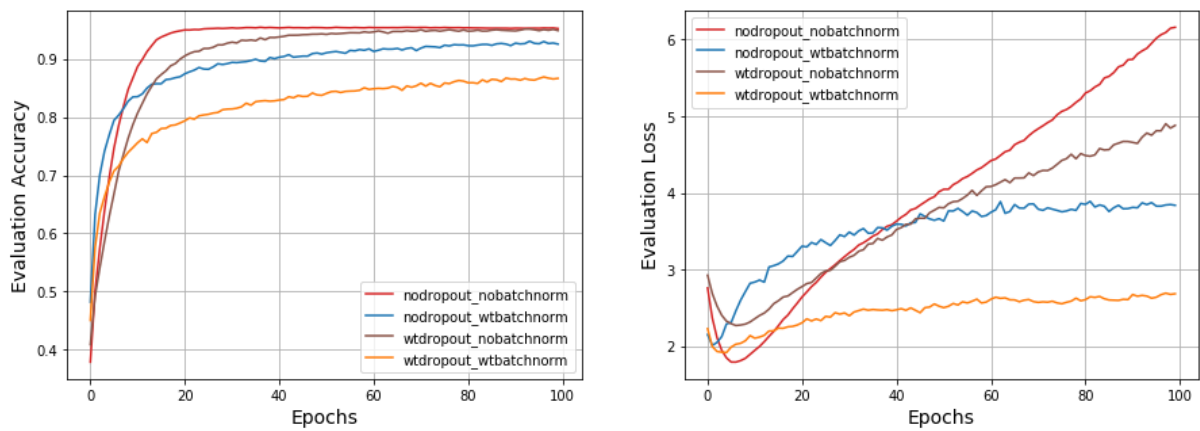 Evaluation Accuracy
0.9
0.8
0.7
0.6
0.5
0.4
nodropout_nobatchnorm
nodropout_wtbatchnorm
wtdropout_nobatchnorm
wtdropout_wtbatchnorm
0 20 40 60 80 100
Epochs
Evaluation Loss
6
5
4
3
2
nodropout_nobatchnorm
nodropout_wtbatchnorm
wtdropout_nobatchnorm
wtdropout_wtbatchnorm
0 20 40 60 80 100
Epochs